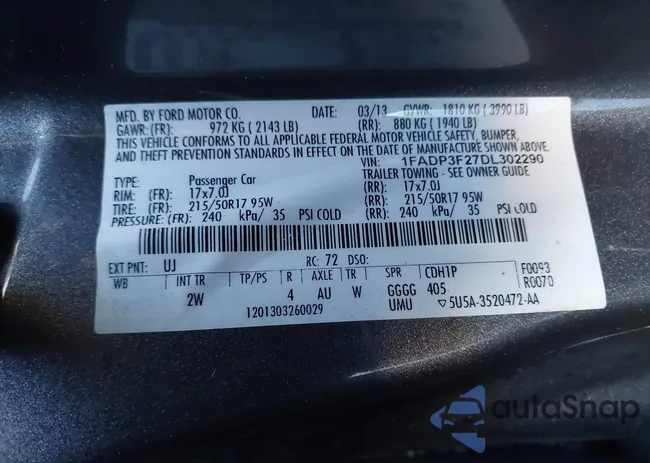 MFD. BY FORD MOTOR CO. DATE: 03/13 GVWR: 1810 KG ( 3990 LB)
GAWR: (FR): 972 KG ( 2143 LB) (RR): 880 KG ( 1940 LB)
THIS VEHICLE CONFORMS TO ALL APPLICABLE FEDERAL MOTOR VEHICLE SAFETY, BUMPER,
AND THEFT PREVENTION STANDARDS IN EFFECT ON THE DATE OF MANUFACTURE SHOWN ABOVE.
VIN: 1FADP3F27DL302290
TYPE: Passenger Car TRAILER TOWING - SEE OWNER GUIDE
RIM: (FR): 17x7.0J (RR): 17x7.0J
TIRE: (FR): 215/50R17 95W (RR): 215/50R17 95W
PRESSURE: (FR): 240 kPa/ 35 PSI COLD (RR): 240 kPa/ 35 PSI COLD
EXT PNT: UJ RC: 72 DSO:
WB INT TR TP/PS R AXLE TR SPR CDH1P F0093
2W 4 AU W GGGG 405 R0070
1201303260029 UMU ▽5U5A-3520472-AA
autoSnap